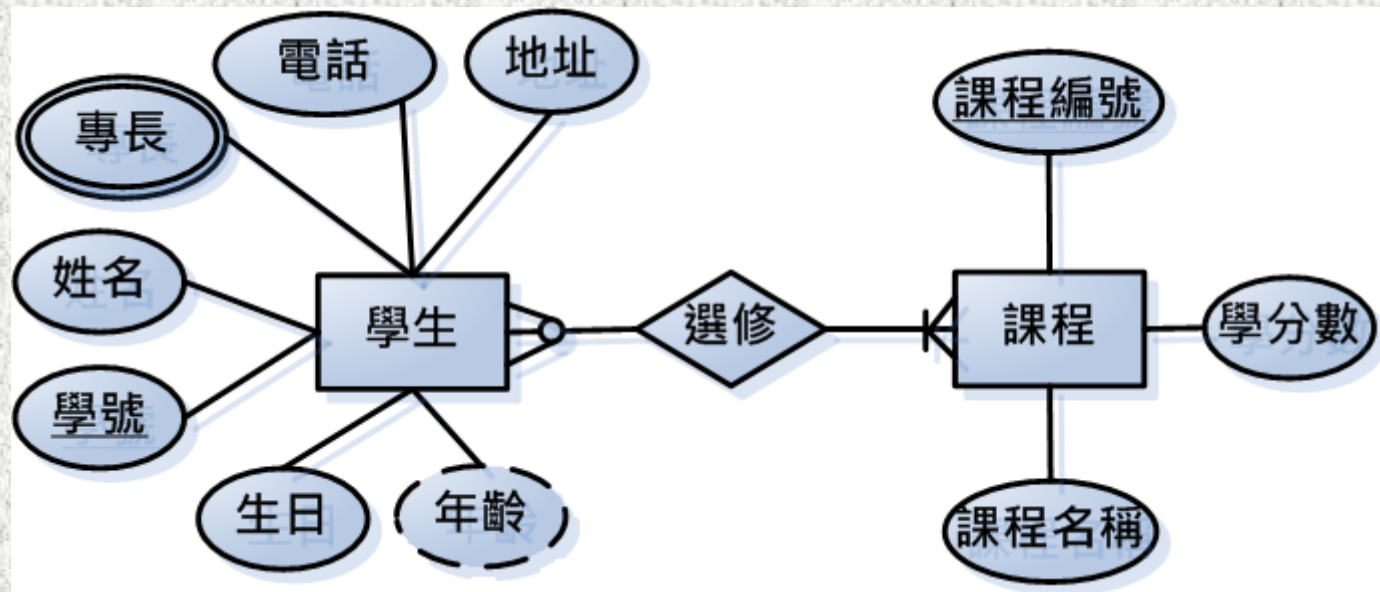 電話
地址
專長
課程編號
姓名
學生
選修
課程
學分數
學號
生日
年齡
課程名稱